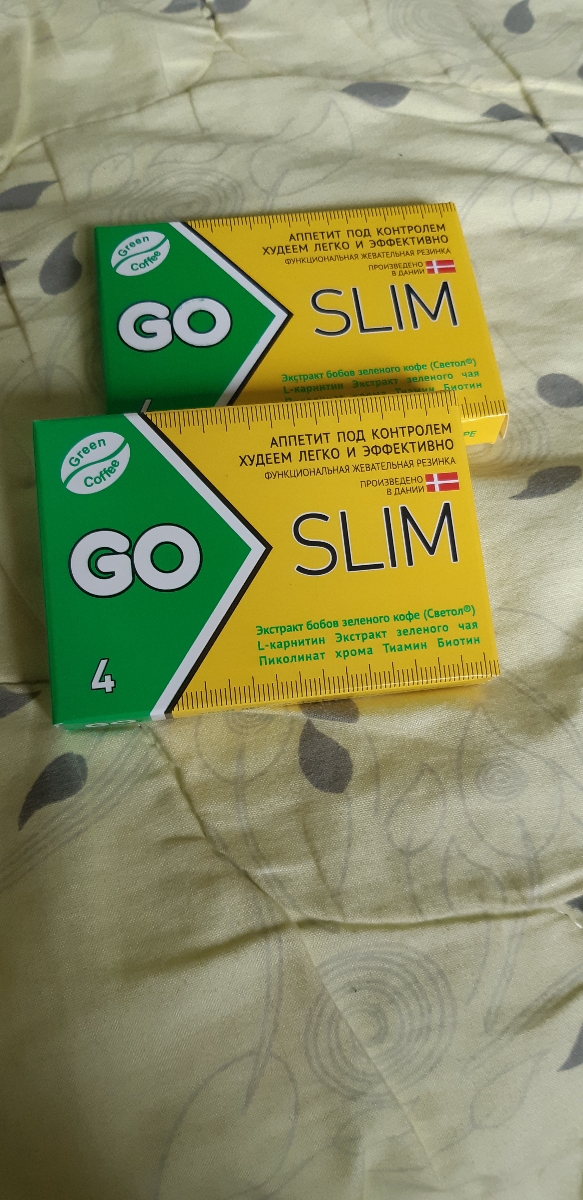 Green
Coffee
GO
АППЕТИТ ПОД КОНТРОЛЕМ
ХУДЕЕМ ЛЕГКО И ЭФФЕКТИВНО
ФУНКЦИОНАЛЬНАЯ ЖЕВАТЕЛЬНАЯ РЕЗИНКА
ПРОИЗВЕДЕНО
В ДАНИИ
SLIM
Экстракт бобов зеленого кофе (Светол®)
L-карнитин Экстракт зеленого чая
Тиамин Биотин
Green
Coffee
GO
4
АППЕТИТ ПОД КОНТРОЛЕМ
ХУДЕЕМ ЛЕГКО И ЭФФЕКТИВНО
ФУНКЦИОНАЛЬНАЯ ЖЕВАТЕЛЬНАЯ РЕЗИНКА
ПРОИЗВЕДЕНО
В ДАНИИ
SLIM
Экстракт бобов зеленого кофе (Светол®)
L-карнитин Экстракт зеленого чая
Пиколинат хрома Тиамин Биотин